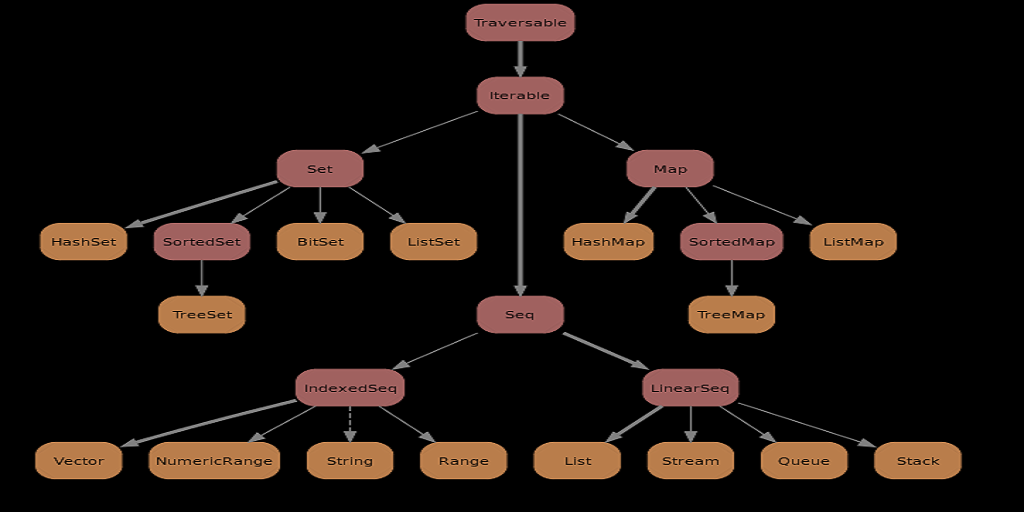 Traversable
Iterable
Set Map
HashSet SortedSet BitSet ListSet HashMap SortedMap ListMap
TreeSet Seq TreeMap
IndexedSeq LinearSeq
Vector NumericRange String Range List Stream Queue Stack